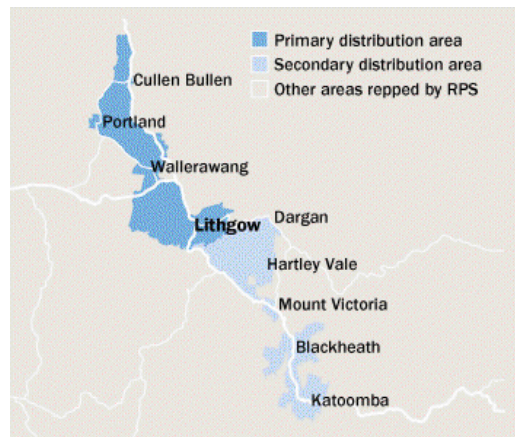 Primary distribution area
Secondary distribution area
Other areas repped by RPS
Cullen Bullen
Portland
Wallerawang
Lithgow
Dargan
Hartley Vale
Mount Victoria
Blackheath
Katoomba